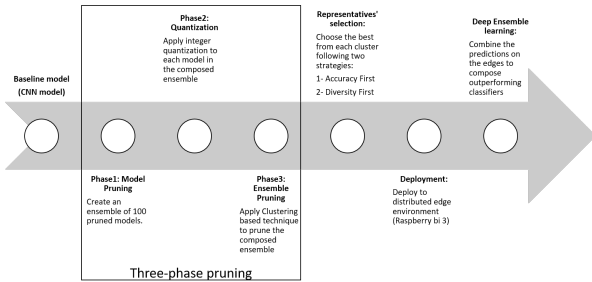 Baseline model
(CNN model)
Phase1: Model
Pruning
Create an
ensemble of 100
pruned models.
Phase2:
Quantization
Apply integer
quantization to
each model in
the composed
ensemble
Phase3:
Ensemble
Pruning
Apply Clustering
based technique
to prune the
composed
ensemble
Three-phase pruning
Representatives'
selection:
Choose the best
from each cluster
following two
strategies:
1- Accuracy First
2- Diversity First
Deployment:
Deploy to
distributed edge
environment
(Raspberry bi 3)
Deep Ensemble
learning:
Combine the
predictions on
the edges to
compose
outperforming
classifiers